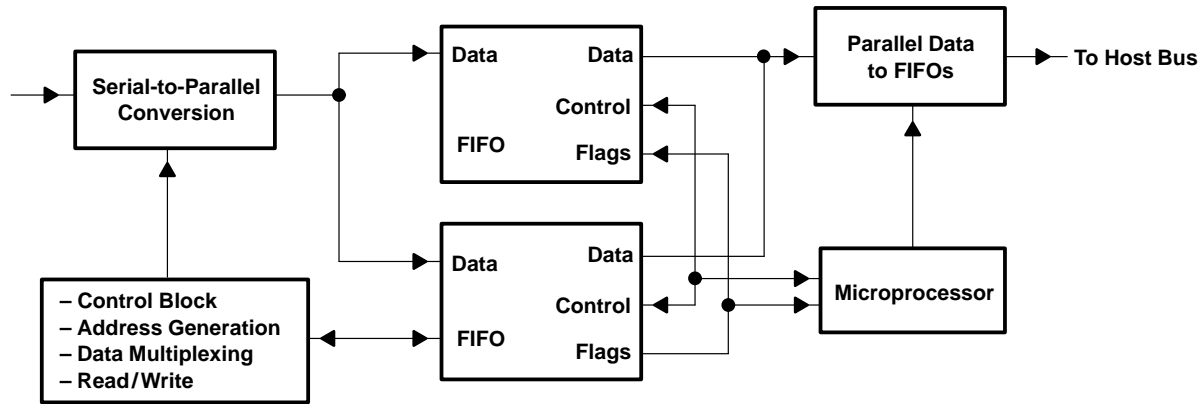 Serial-to-Parallel
Conversion
– Control Block
– Address Generation
– Data Multiplexing
– Read/Write
Data
Data
Control
FIFO
Flags
Data
Data
Control
FIFO
Flags
Parallel Data
to FIFOs
To Host Bus
Microprocessor